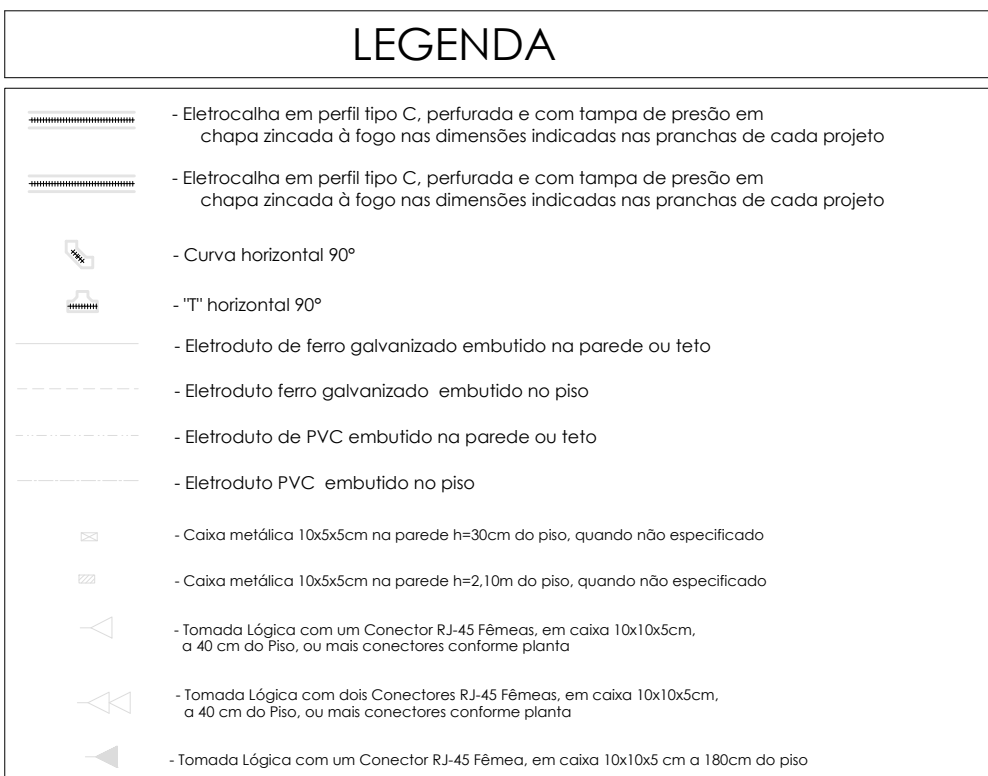 LEGENDA
- Eletrocalha em perfil tipo C, perfurada e com tampa de presão em
chapa zincada à fogo nas dimensões indicadas nas pranchas de cada projeto
- Eletrocalha em perfil tipo C, perfurada e com tampa de presão em
chapa zincada à fogo nas dimensões indicadas nas pranchas de cada projeto
- Curva horizontal 90°
- "T" horizontal 90°
- Eletroduto de ferro galvanizado embutido na parede ou teto
- Eletroduto ferro galvanizado  embutido no piso
- Eletroduto de PVC embutido na parede ou teto
- Eletroduto PVC  embutido no piso
- Caixa metálica 10x5x5cm na parede h=30cm do piso, quando não especificado
- Caixa metálica 10x5x5cm na parede h=2,10m do piso, quando não especificado
- Tomada Lógica com um Conector RJ-45 Fêmeas, em caixa 10x10x5cm,
a 40 cm do Piso, ou mais conectores conforme planta
- Tomada Lógica com dois Conectores RJ-45 Fêmeas, em caixa 10x10x5cm,
a 40 cm do Piso, ou mais conectores conforme planta
- Tomada Lógica com um Conector RJ-45 Fêmea, em caixa 10x10x5 cm a 180cm do piso